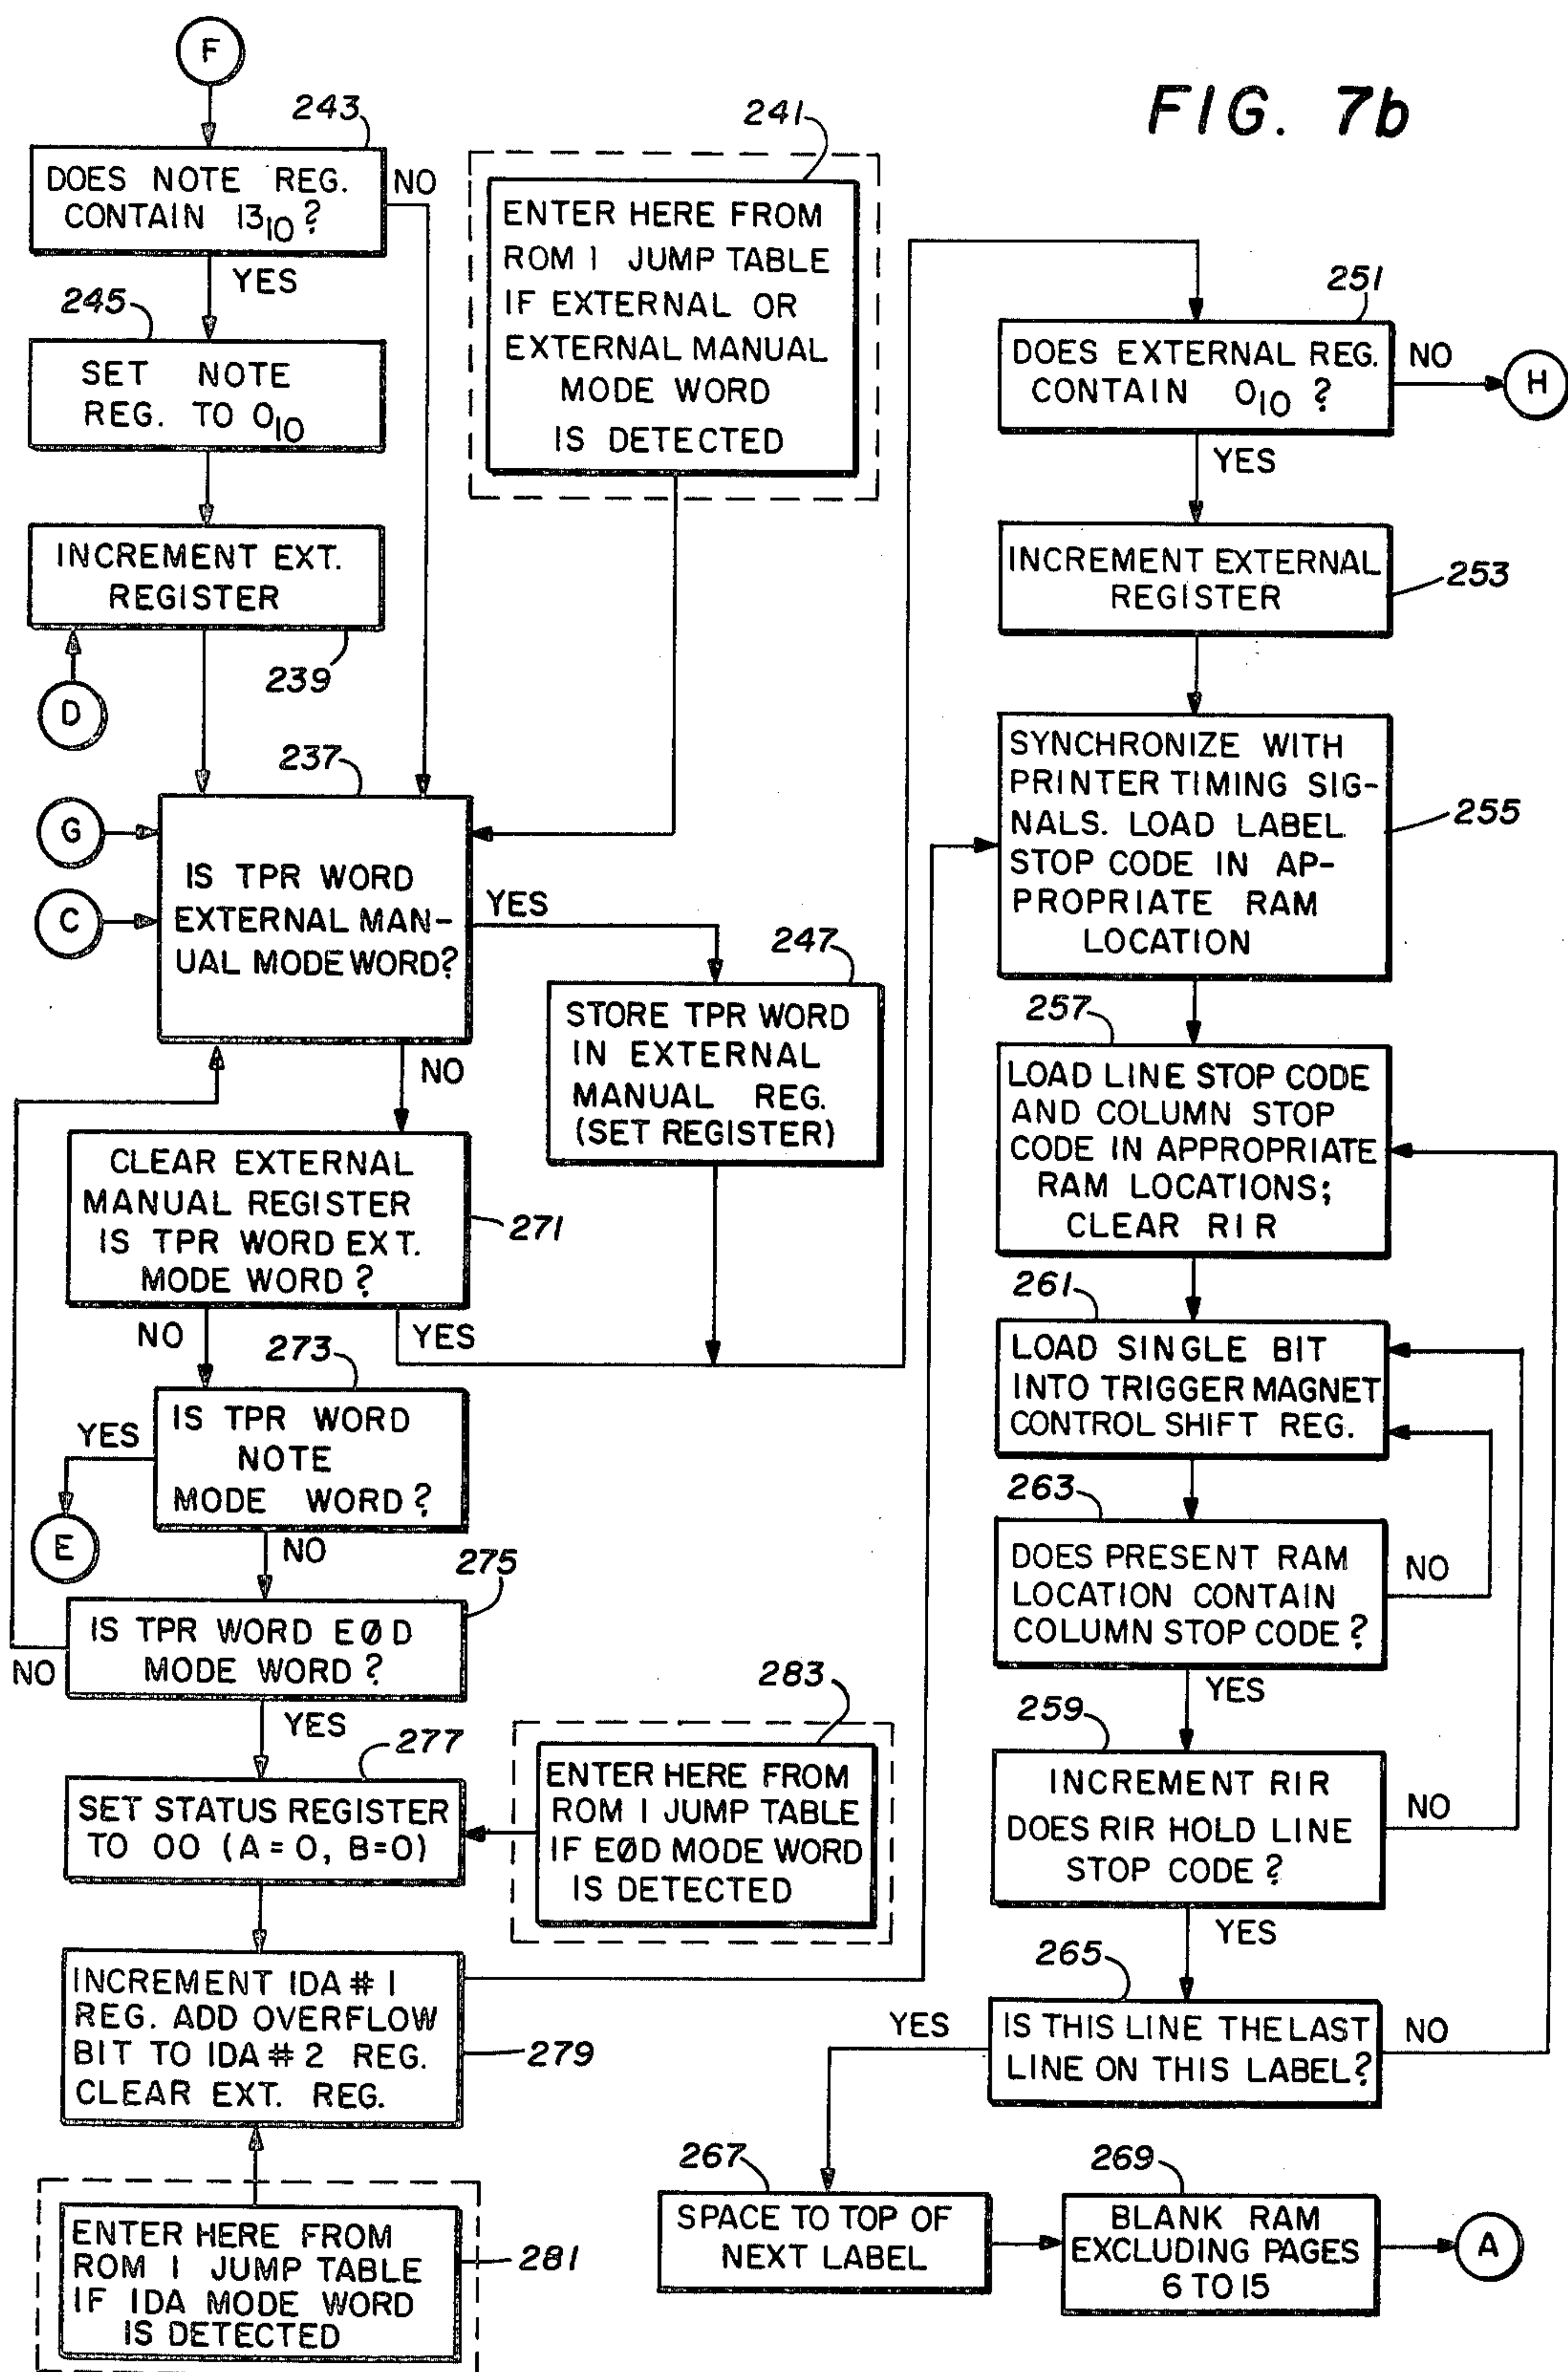 FIG. 7b
F
243
DOES NOTE REG.
CONTAIN 13₁₀?
NO
YES
245
SET NOTE
REG. TO 0₁₀
INCREMENT EXT.
REGISTER
239
D
241
ENTER HERE FROM
ROM 1 JUMP TABLE
IF EXTERNAL OR
EXTERNAL MANUAL
MODE WORD
IS DETECTED
237
G
C
IS TPR WORD
EXTERNAL MAN-
UAL MODE WORD?
YES
NO
247
STORE TPR WORD
IN EXTERNAL
MANUAL REG.
(SET REGISTER)
CLEAR EXTERNAL
MANUAL REGISTER
IS TPR WORD EXT.
MODE WORD?
271
NO
YES
273
IS TPR WORD
NOTE
MODE WORD?
YES
E
NO
275
IS TPR WORD EØD
MODE WORD?
NO
YES
277
SET STATUS REGISTER
TO 00 (A=0, B=0)
283
ENTER HERE FROM
ROM 1 JUMP TABLE
IF EØD MODE WORD
IS DETECTED
INCREMENT IDA # 1
REG. ADD OVERFLOW
BIT TO IDA # 2 REG.
CLEAR EXT. REG.
279
ENTER HERE FROM
ROM 1 JUMP TABLE
IF IDA MODE WORD
IS DETECTED
281
251
DOES EXTERNAL REG.
CONTAIN 0₁₀ ?
NO
H
YES
INCREMENT EXTERNAL
REGISTER
253
SYNCHRONIZE WITH
PRINTER TIMING SIG-
NALS. LOAD LABEL
STOP CODE IN AP-
PROPRIATE RAM
LOCATION
255
257
LOAD LINE STOP CODE
AND COLUMN STOP
CODE IN APPROPRIATE
RAM LOCATIONS;
CLEAR RIR
261
LOAD SINGLE BIT
INTO TRIGGER MAGNET
CONTROL SHIFT REG.
263
DOES PRESENT RAM
LOCATION CONTAIN
COLUMN STOP CODE?
NO
YES
259
INCREMENT RIR
DOES RIR HOLD LINE
STOP CODE?
NO
YES
265
IS THIS LINE THE LAST
LINE ON THIS LABEL?
YES
NO
267
SPACE TO TOP OF
NEXT LABEL
269
BLANK RAM
EXCLUDING PAGES
6 TO 15
A